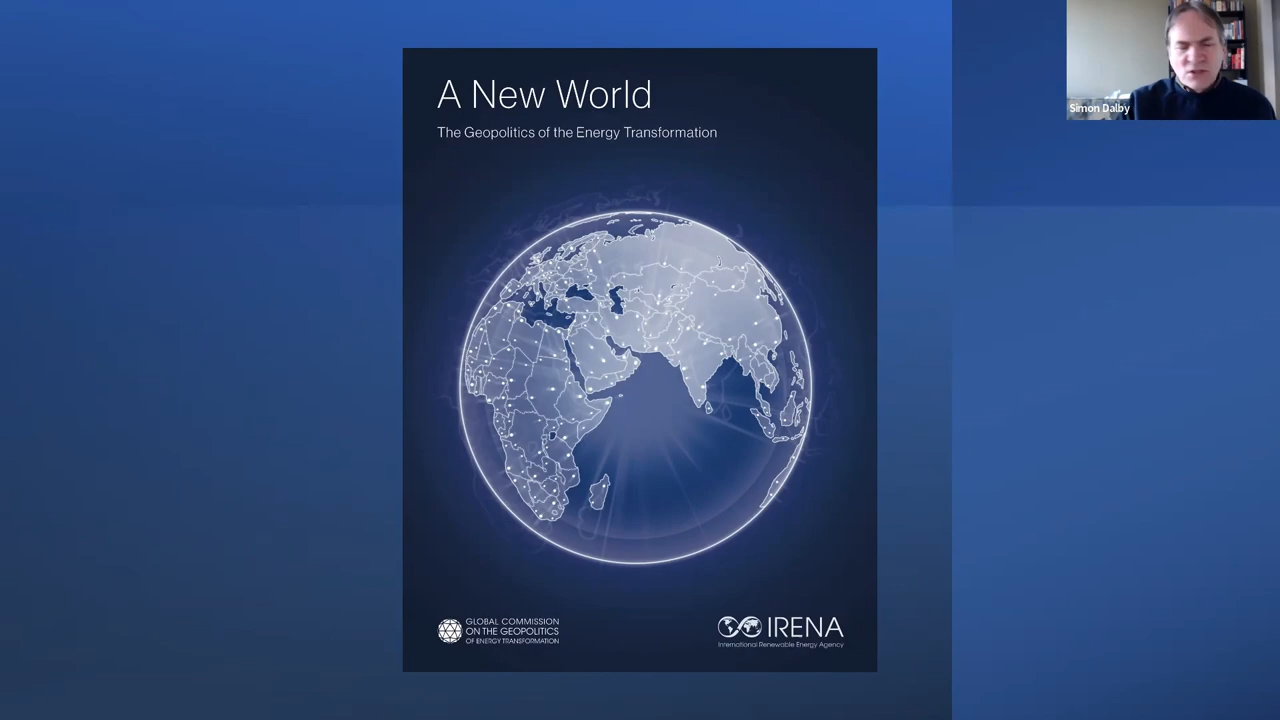 A New World
The Geopolitics of the Energy Transformation
GLOBAL COMMISSION
ON THE GEOPOLITICS
OF ENERGY TRANSFORMATION
IRENA
International Renewable Energy Agency
Simon Dalby